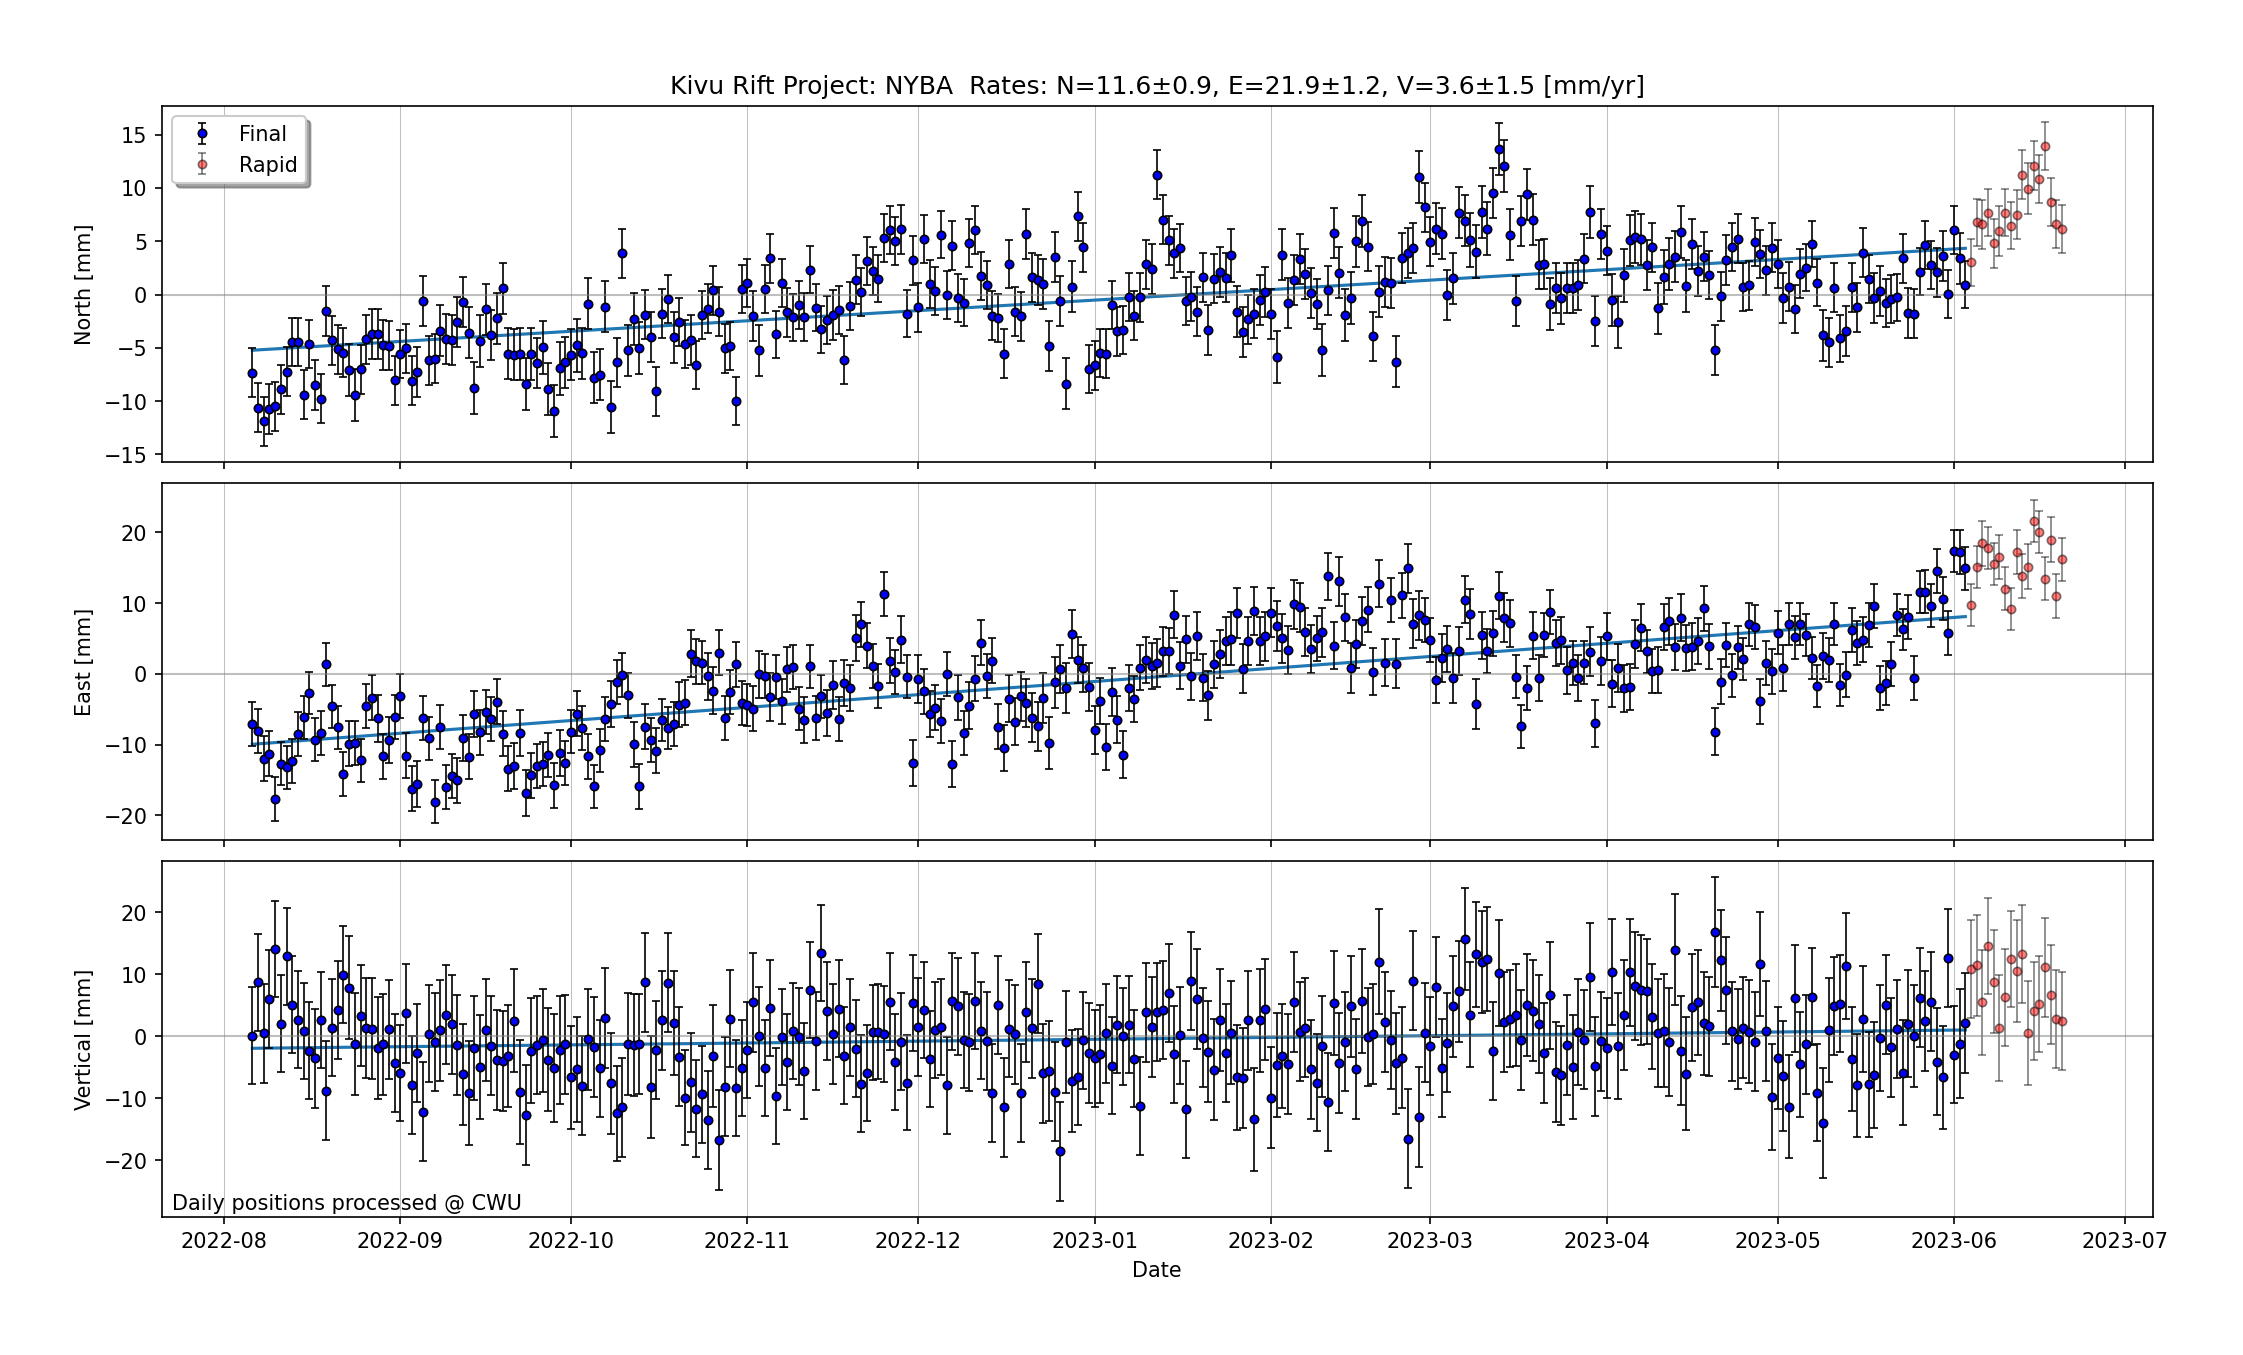 Kivu Rift Project: NYBA  Rates: N=11.6±0.9, E=21.9±1.2, V=3.6±1.5 [mm/yr]
Final
Rapid
North [mm]
15
10
5
0
−5
−10
−15
East [mm]
20
10
0
−10
−20
Vertical [mm]
20
10
0
−10
−20
Daily positions processed @ CWU
2022-08 2022-09 2022-10 2022-11 2022-12 2023-01 2023-02 2023-03 2023-04 2023-05 2023-06 2023-07
Date